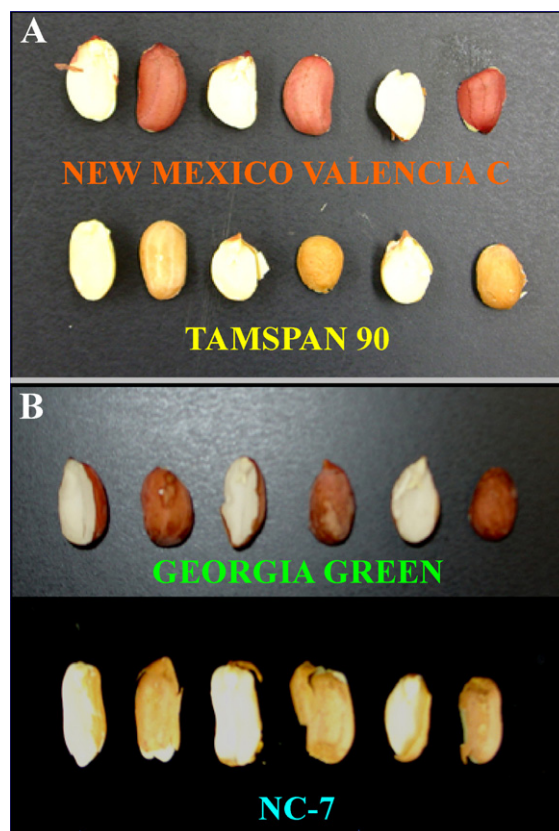 A
NEW MEXICO VALENCIA C
TAMSPAN 90
B
GEORGIA GREEN
NC-7